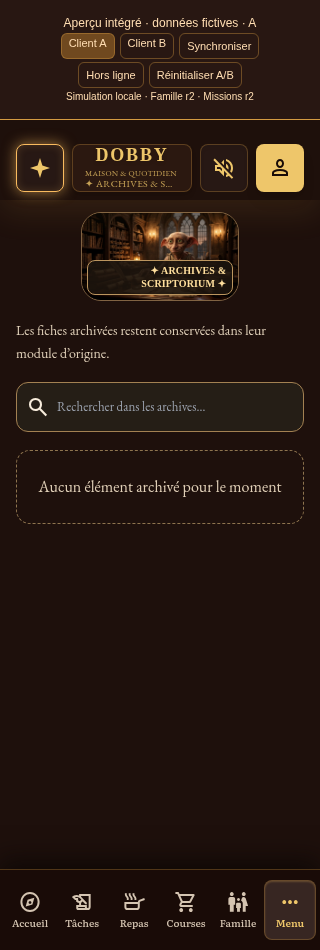 Aperçu intégré · données fictives · A
Client A
Client B
Synchroniser
Hors ligne
Réinitialiser A/B
Simulation locale · Famille r2 · Missions r2
DOBBY
MAISON & QUOTIDIEN
✦ ARCHIVES & S...
✦ ARCHIVES &
SCRIPTORIUM ✦
Les fiches archivées restent conservées dans leur
module d’origine.
Rechercher dans les archives...
Aucun élément archivé pour le moment
Accueil
Tâches
Repas
Courses
Famille
Menu